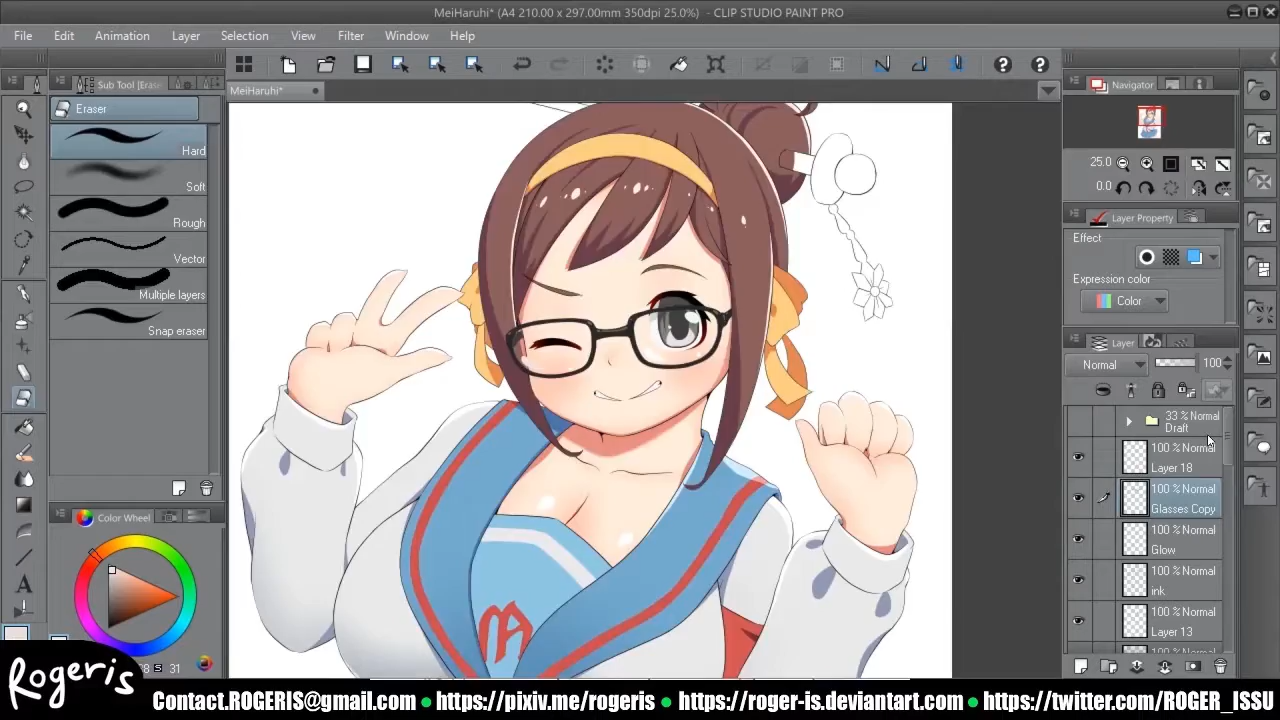 MeiHaruhi* (A4 210.00 x 297.00mm 350dpi 25.0%) - CLIP STUDIO PAINT PRO
File Edit Animation Layer Selection View Filter Window Help
Sub Tool [Eras
MeiHaruhi*
Navigator
Eraser
Hard
Soft
Rough
Vector
Multiple layers
Snap eraser
25.0
0.0
Layer Property
Effect
Expression color
Color
Layer
Normal
100
33 % Normal
Draft
100 % Normal
Layer 18
100 % Normal
Glasses Copy
100 % Normal
Glow
100 % Normal
ink
100 % Normal
Layer 13
Color Wheel
S 31
Rogeris
Contact.ROGERIS@gmail.com ● https://pixiv.me/rogeris ● https://roger-is.deviantart.com ● https://twitter.com/ROGER_ISSU